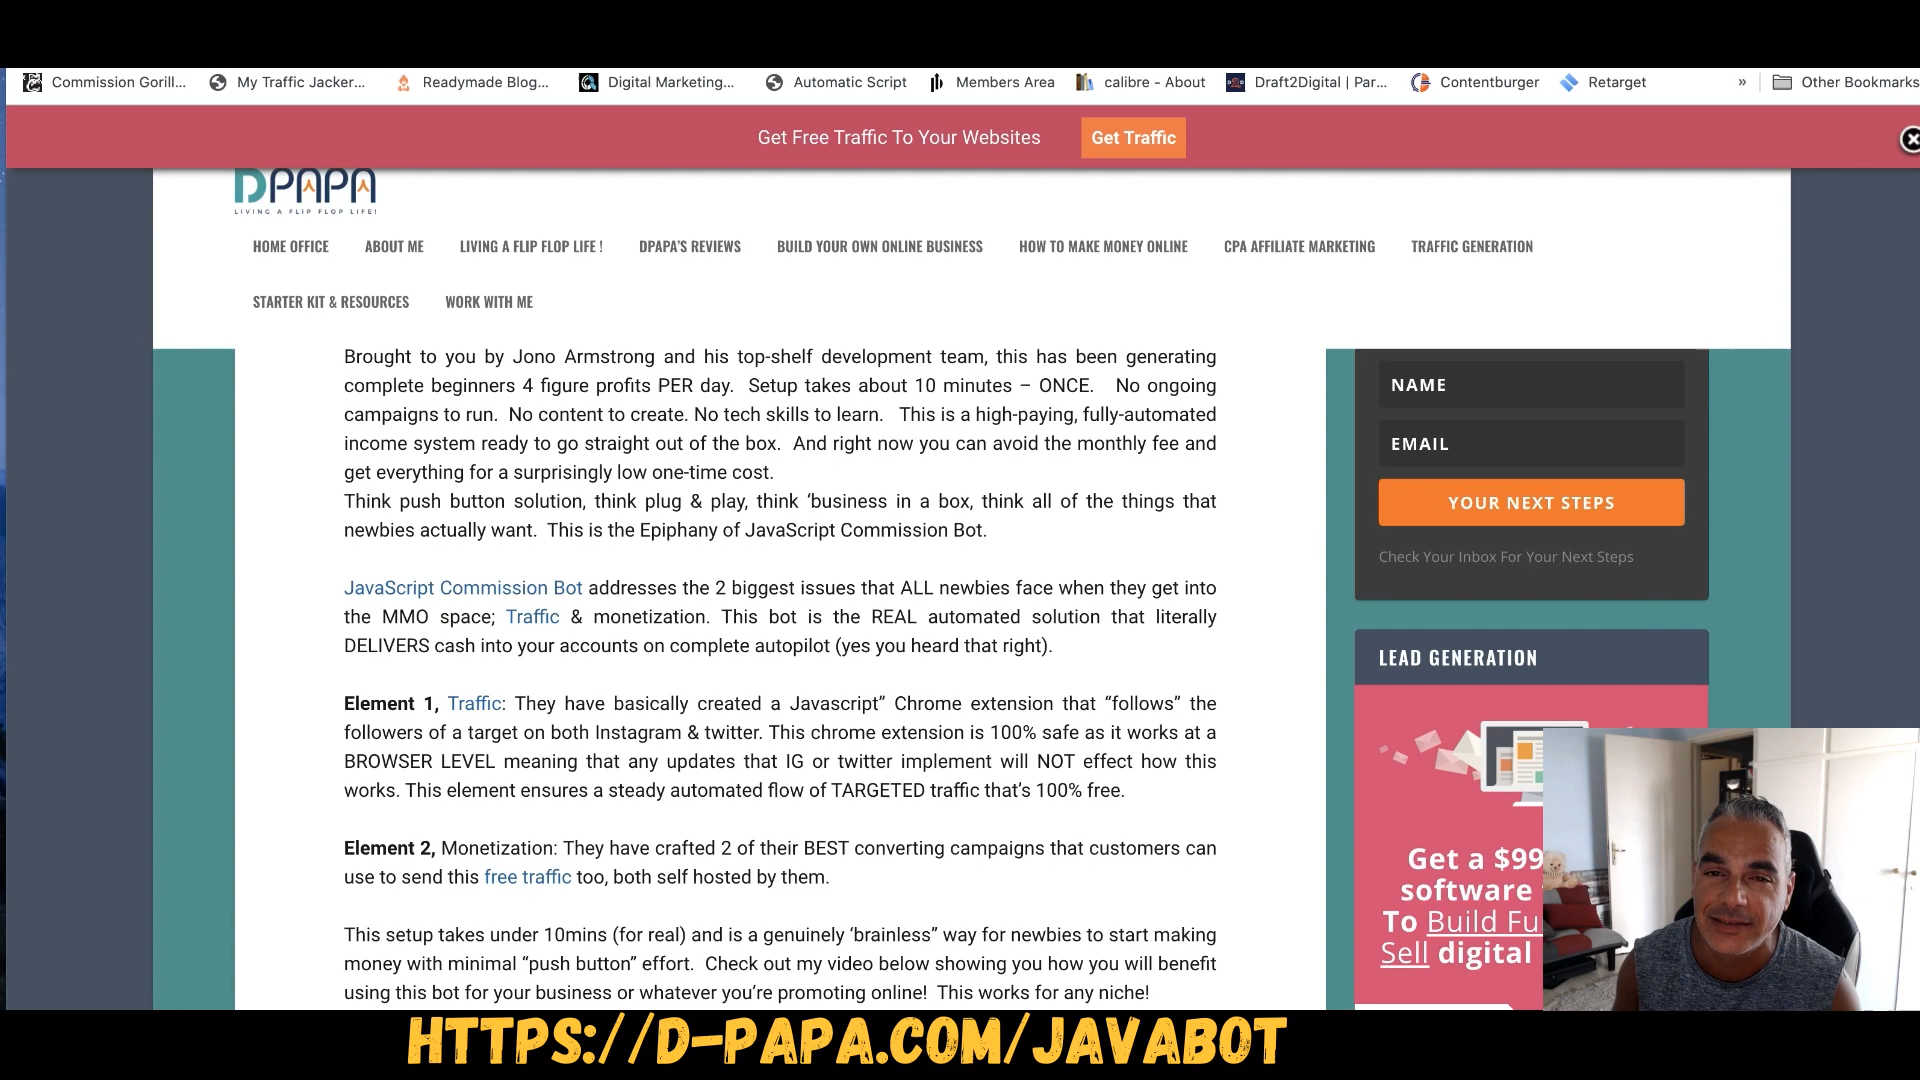 Commission Gorill...
My Traffic Jacker...
Readymade Blog...
Digital Marketing...
Automatic Script
Members Area
calibre - About
Draft2Digital | Par...
Contentburger
Retarget
»
Other Bookmarks
Get Free Traffic To Your Websites
Get Traffic
DPAPA
LIVING A FLIP FLOP LIFE!
HOME OFFICE
ABOUT ME
LIVING A FLIP FLOP LIFE !
DPAPA'S REVIEWS
BUILD YOUR OWN ONLINE BUSINESS
HOW TO MAKE MONEY ONLINE
CPA AFFILIATE MARKETING
TRAFFIC GENERATION
STARTER KIT & RESOURCES
WORK WITH ME
Brought to you by Jono Armstrong and his top-shelf development team, this has been generating
complete beginners 4 figure profits PER day. Setup takes about 10 minutes – ONCE. No ongoing
campaigns to run. No content to create. No tech skills to learn. This is a high-paying, fully-automated
income system ready to go straight out of the box. And right now you can avoid the monthly fee and
get everything for a surprisingly low one-time cost.
Think push button solution, think plug & play, think ‘business in a box, think all of the things that
newbies actually want. This is the Epiphany of JavaScript Commission Bot.
JavaScript Commission Bot addresses the 2 biggest issues that ALL newbies face when they get into
the MMO space; Traffic & monetization. This bot is the REAL automated solution that literally
DELIVERS cash into your accounts on complete autopilot (yes you heard that right).
Element 1, Traffic: They have basically created a Javascript” Chrome extension that “follows” the
followers of a target on both Instagram & twitter. This chrome extension is 100% safe as it works at a
BROWSER LEVEL meaning that any updates that IG or twitter implement will NOT effect how this
works. This element ensures a steady automated flow of TARGETED traffic that’s 100% free.
Element 2, Monetization: They have crafted 2 of their BEST converting campaigns that customers can
use to send this free traffic too, both self hosted by them.
This setup takes under 10mins (for real) and is a genuinely ‘brainless” way for newbies to start making
money with minimal “push button” effort. Check out my video below showing you how you will benefit
using this bot for your business or whatever you’re promoting online! This works for any niche!
NAME
EMAIL
YOUR NEXT STEPS
Check Your Inbox For Your Next Steps
LEAD GENERATION
Get a $99
software
To Build Fu
Sell digital
HTTPS://D-PAPA.COM/JAVABOT